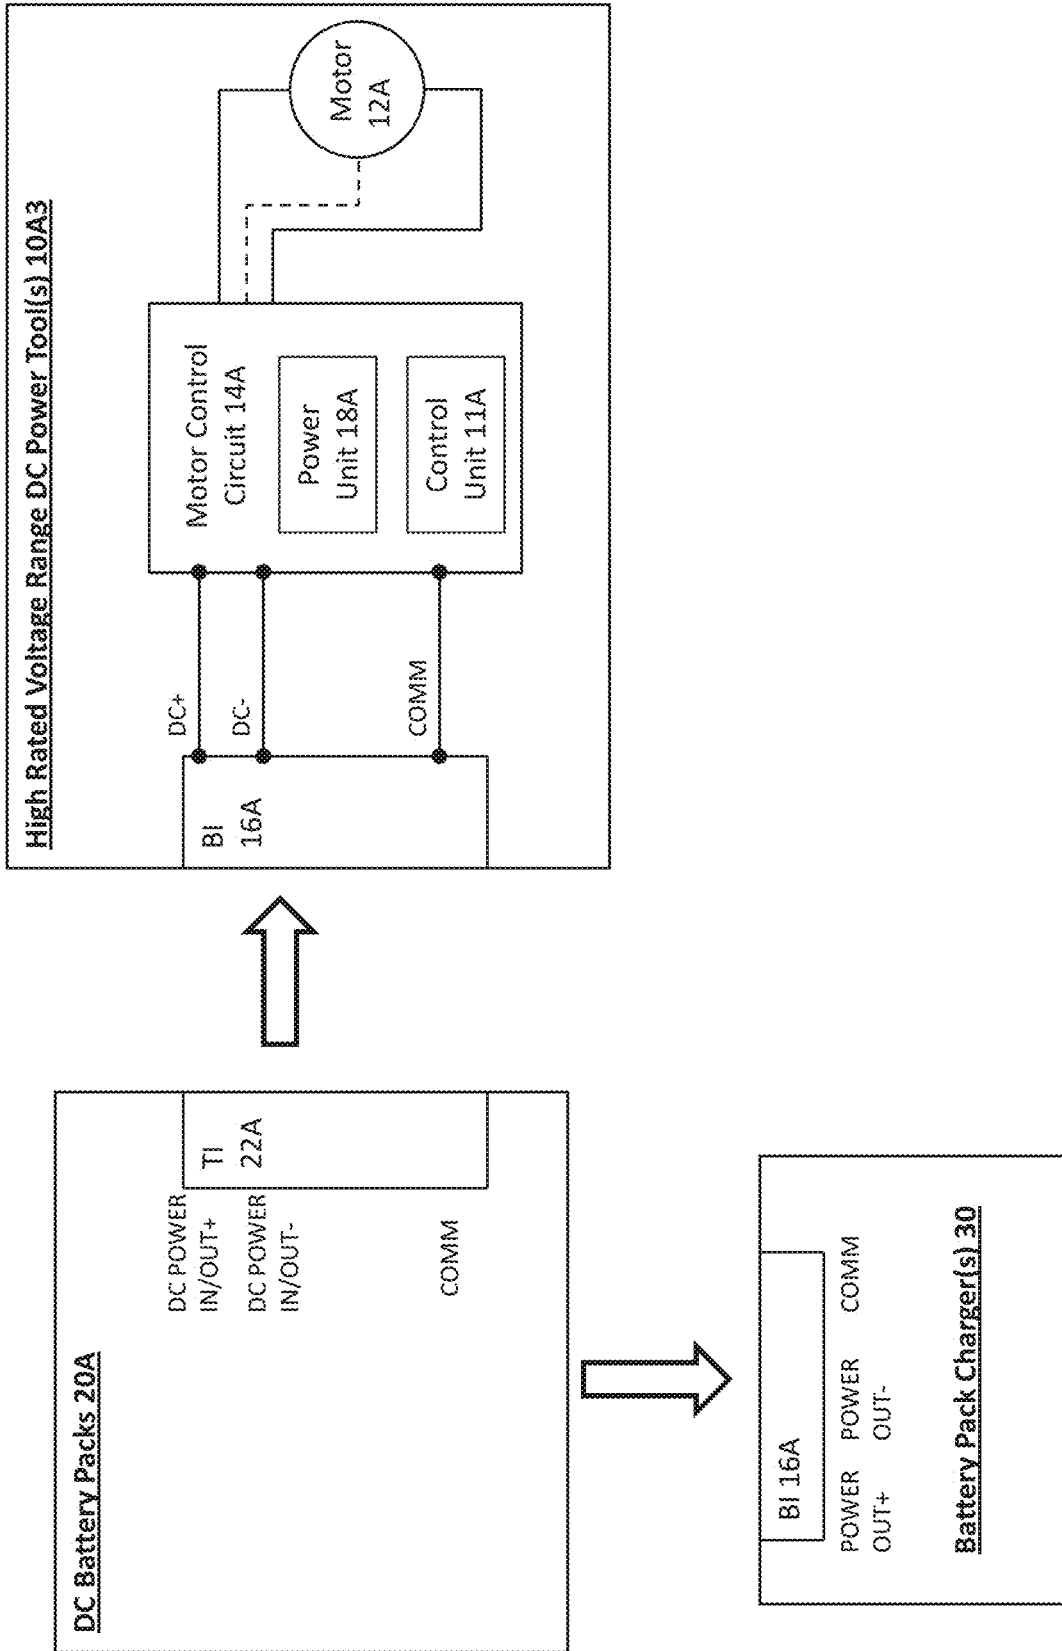 High Rated Voltage Range DC Power Tool(s) 10A3
BI
16A
DC+
DC-
COMM
Motor Control
Circuit 14A
Power
Unit 18A
Control
Unit 11A
Motor
12A
DC Battery Packs 20A
DC POWER
IN/OUT+
DC POWER
IN/OUT-
COMM
TI
22A
BI 16A
POWER
OUT+
POWER
OUT-
COMM
Battery Pack Charger(s) 30